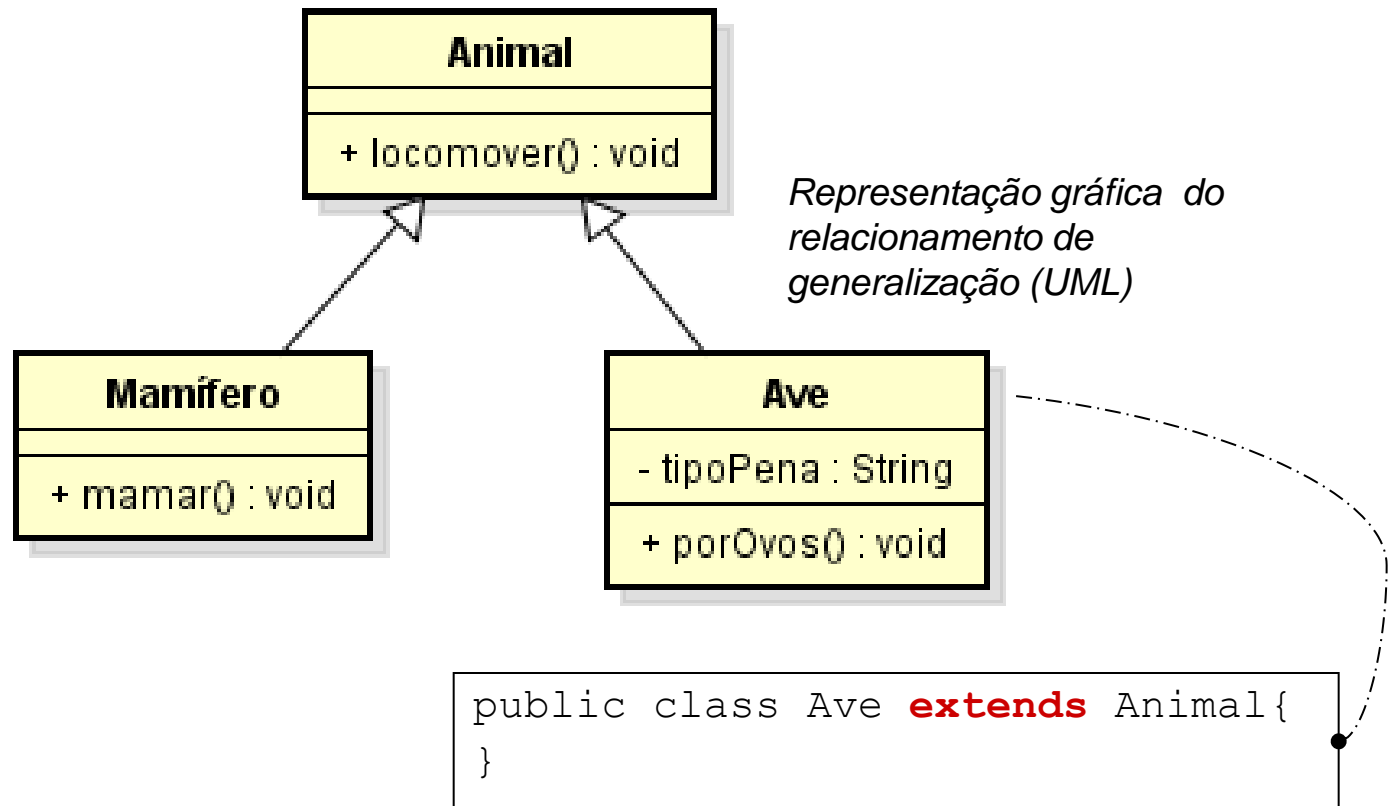 Animal
+ locomover() : void
Representação gráfica do
relacionamento de
generalização (UML)
Mamífero
+ mamar() : void
Ave
- tipoPena : String
+ porOvos() : void
public class Ave extends Animal{
}